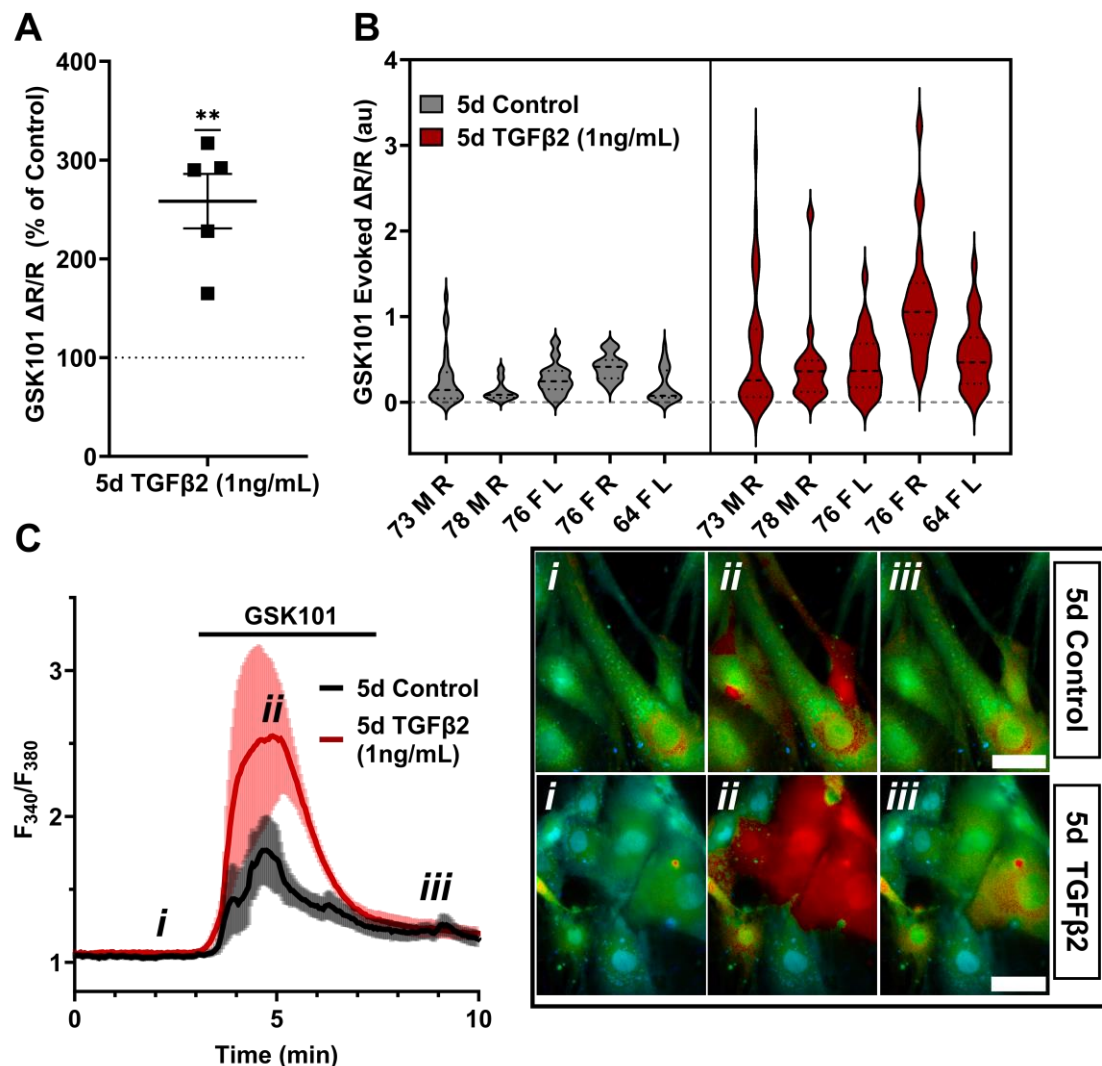 A
GSK101 ΔR/R (% of Control)
400
300
200
100
0
**
5d TGFβ2 (1ng/mL)
B
GSK101 Evoked ΔR/R (au)
4
3
2
1
0
5d Control
5d TGFβ2 (1ng/mL)
73 M R
78 M R
76 F L
76 F R
64 F L
73 M R
78 M R
76 F L
76 F R
64 F L
C
F340/F380
3
2
1
GSK101
5d Control
5d TGFβ2
(1ng/mL)
i
ii
iii
0
5
10
Time (min)
i
ii
iii
5d Control
i
ii
iii
5d TGFβ2